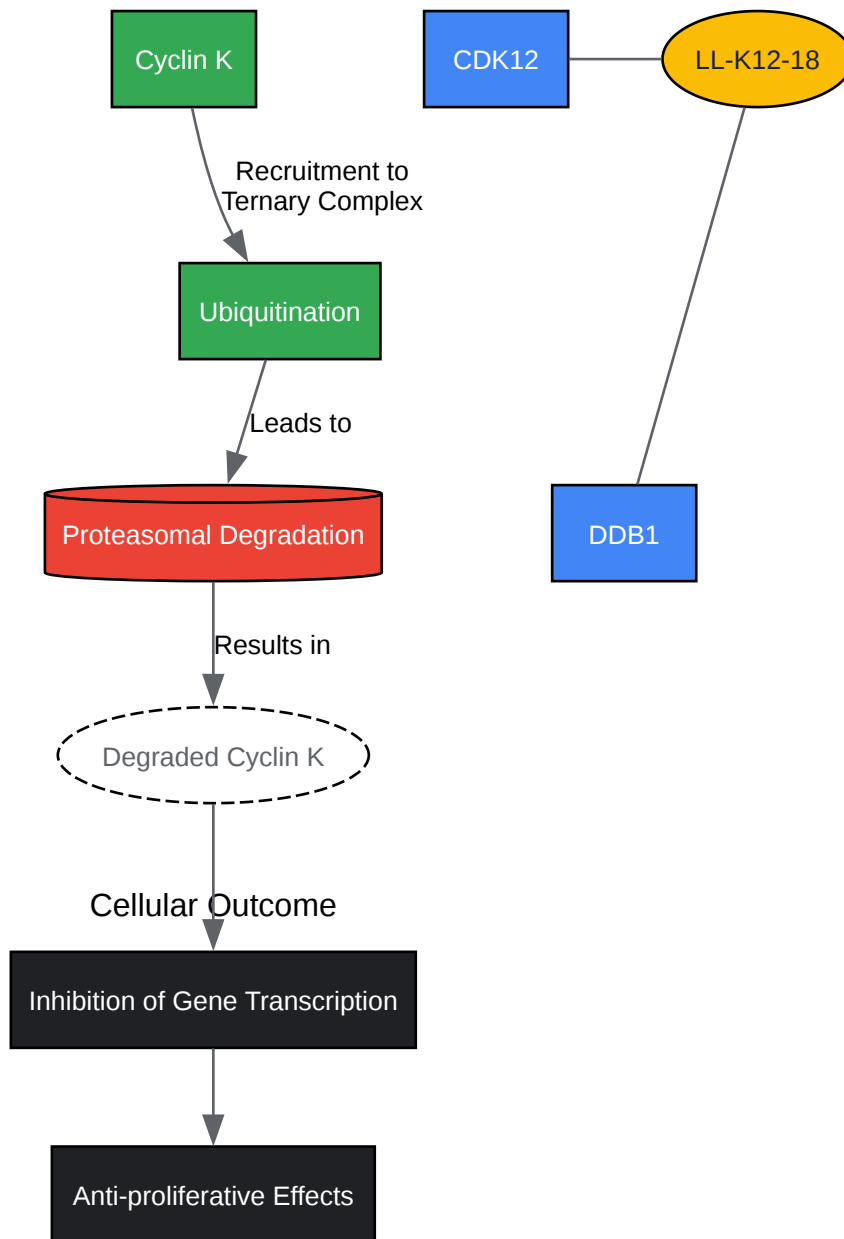 Cyclin K
CDK12
LL-K12-18
Recruitment to
Ternary Complex
Ubiquitination
Leads to
Proteasomal Degradation
DDB1
Results in
Degraded Cyclin K
Cellular Outcome
Inhibition of Gene Transcription
Anti-proliferative Effects